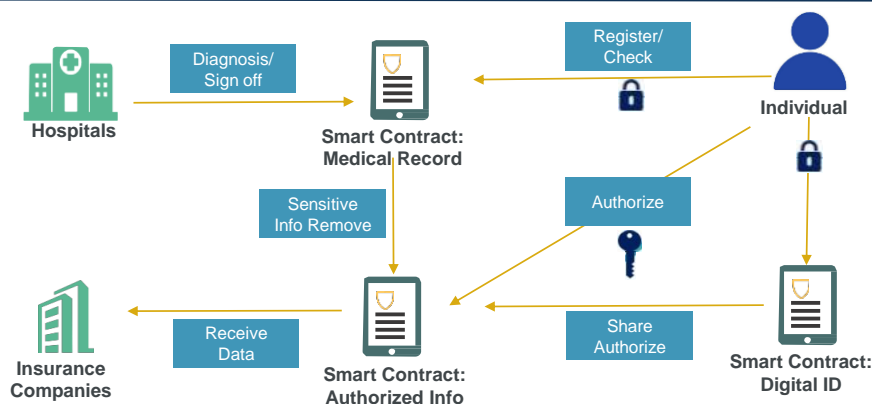 Diagnosis/
Sign off
Register/
Check
Hospitals
Individual
Smart Contract:
Medical Record
Sensitive
Info Remove
Authorize
Receive
Data
Share
Authorize
Insurance
Companies
Smart Contract:
Authorized Info
Smart Contract:
Digital ID